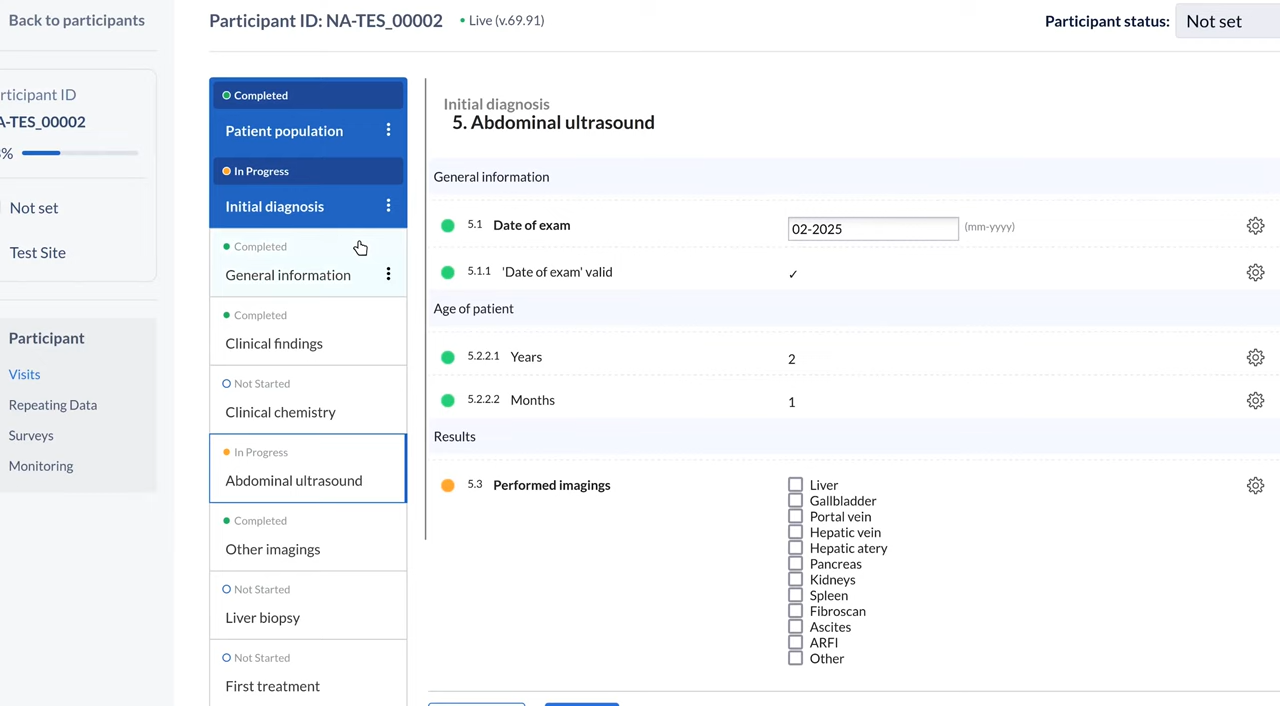 Back to participants
Participant ID: NA-TES_00002
Live (v.69.91)
Participant status:
Not set
rticipant ID
A-TES_00002
%
Not set
Test Site
Participant
Visits
Repeating Data
Surveys
Monitoring
Completed
Patient population
In Progress
Initial diagnosis
Completed
General information
Completed
Clinical findings
Not Started
Clinical chemistry
In Progress
Abdominal ultrasound
Completed
Other imagings
Not Started
Liver biopsy
Not Started
First treatment
Initial diagnosis
5. Abdominal ultrasound
General information
5.1 Date of exam 02-2025 (mm-yyyy)
5.1.1 'Date of exam' valid ✓
Age of patient
5.2.2.1 Years 2
5.2.2.2 Months 1
Results
5.3 Performed imagings
Liver
Gallbladder
Portal vein
Hepatic vein
Hepatic atery
Pancreas
Kidneys
Spleen
Fibroscan
Ascites
ARFI
Other